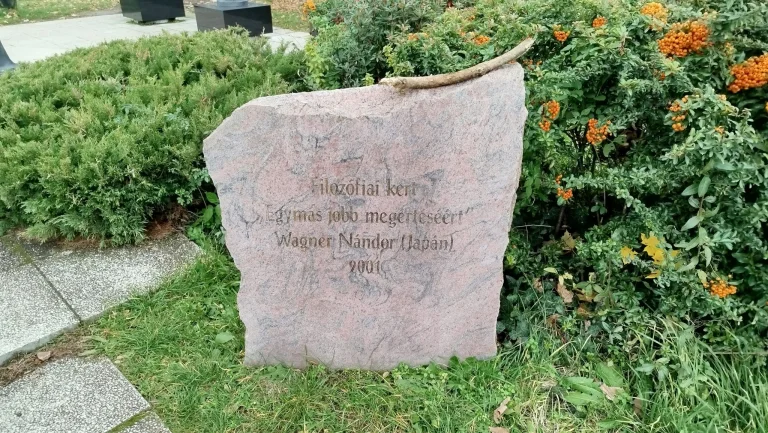 Filozófiai kert
„Egymás jobb megértéséért"
Wagner Nándor (Japán)
2001